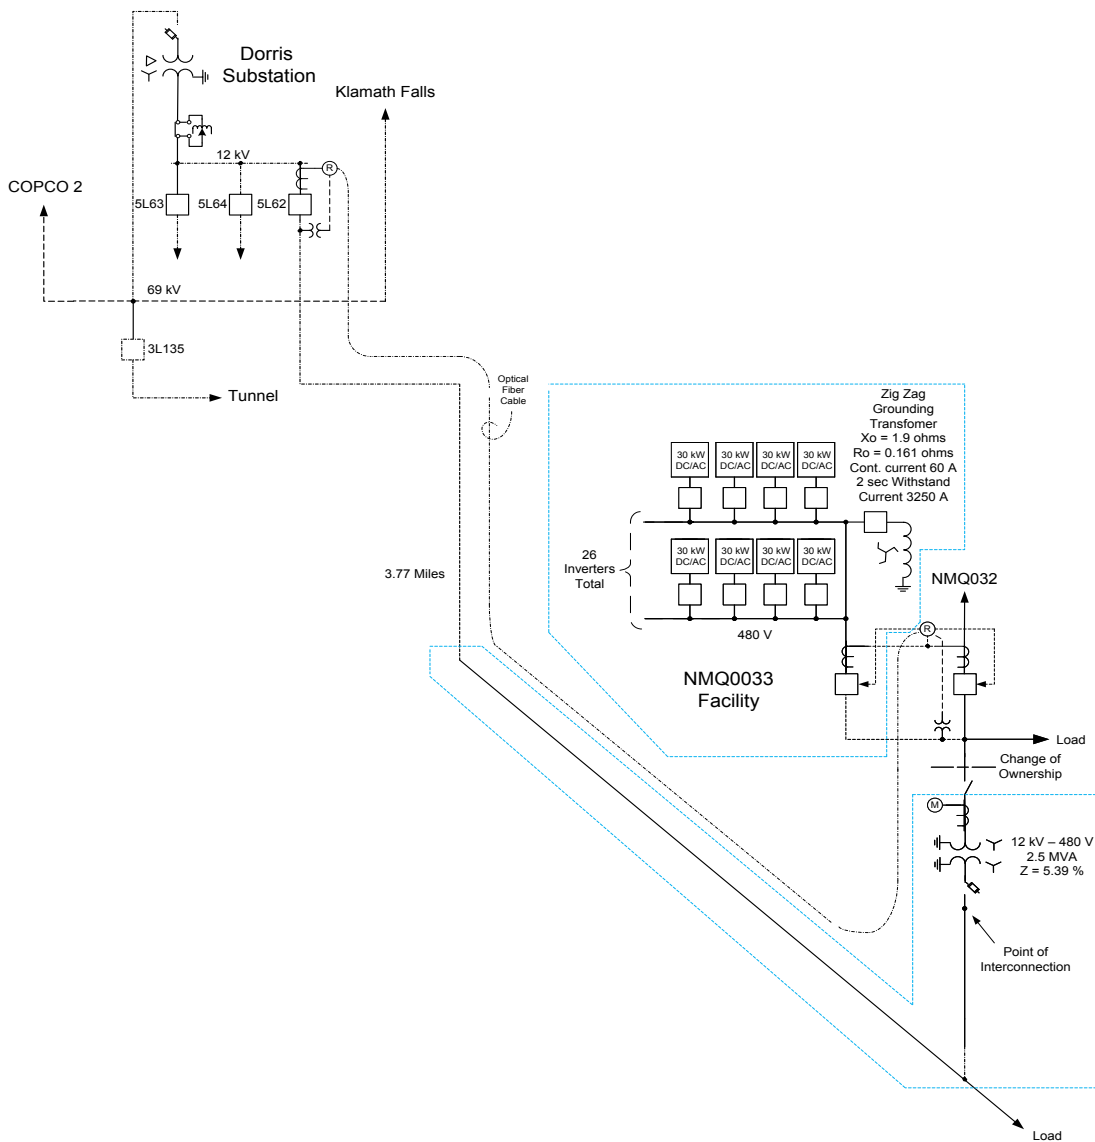 Dorris
Substation
Klamath Falls
12 kV
R
COPCO 2
5L63
5L64
5L62
69 kV
3L135
Tunnel
Optical
Fiber
Cable
Zig Zag
Grounding
Transfomer
Xo = 1.9 ohms
Ro = 0.161 ohms
Cont. current 60 A
2 sec Withstand
Current 3250 A
30 kW
DC/AC
30 kW
DC/AC
30 kW
DC/AC
30 kW
DC/AC
26
Inverters
Total
30 kW
DC/AC
30 kW
DC/AC
30 kW
DC/AC
30 kW
DC/AC
3.77 Miles
NMQ032
480 V
R
NMQ0033
Facility
Load
Change of
Ownership
M
12 kV – 480 V
2.5 MVA
Z = 5.39 %
Point of
Interconnection
Load